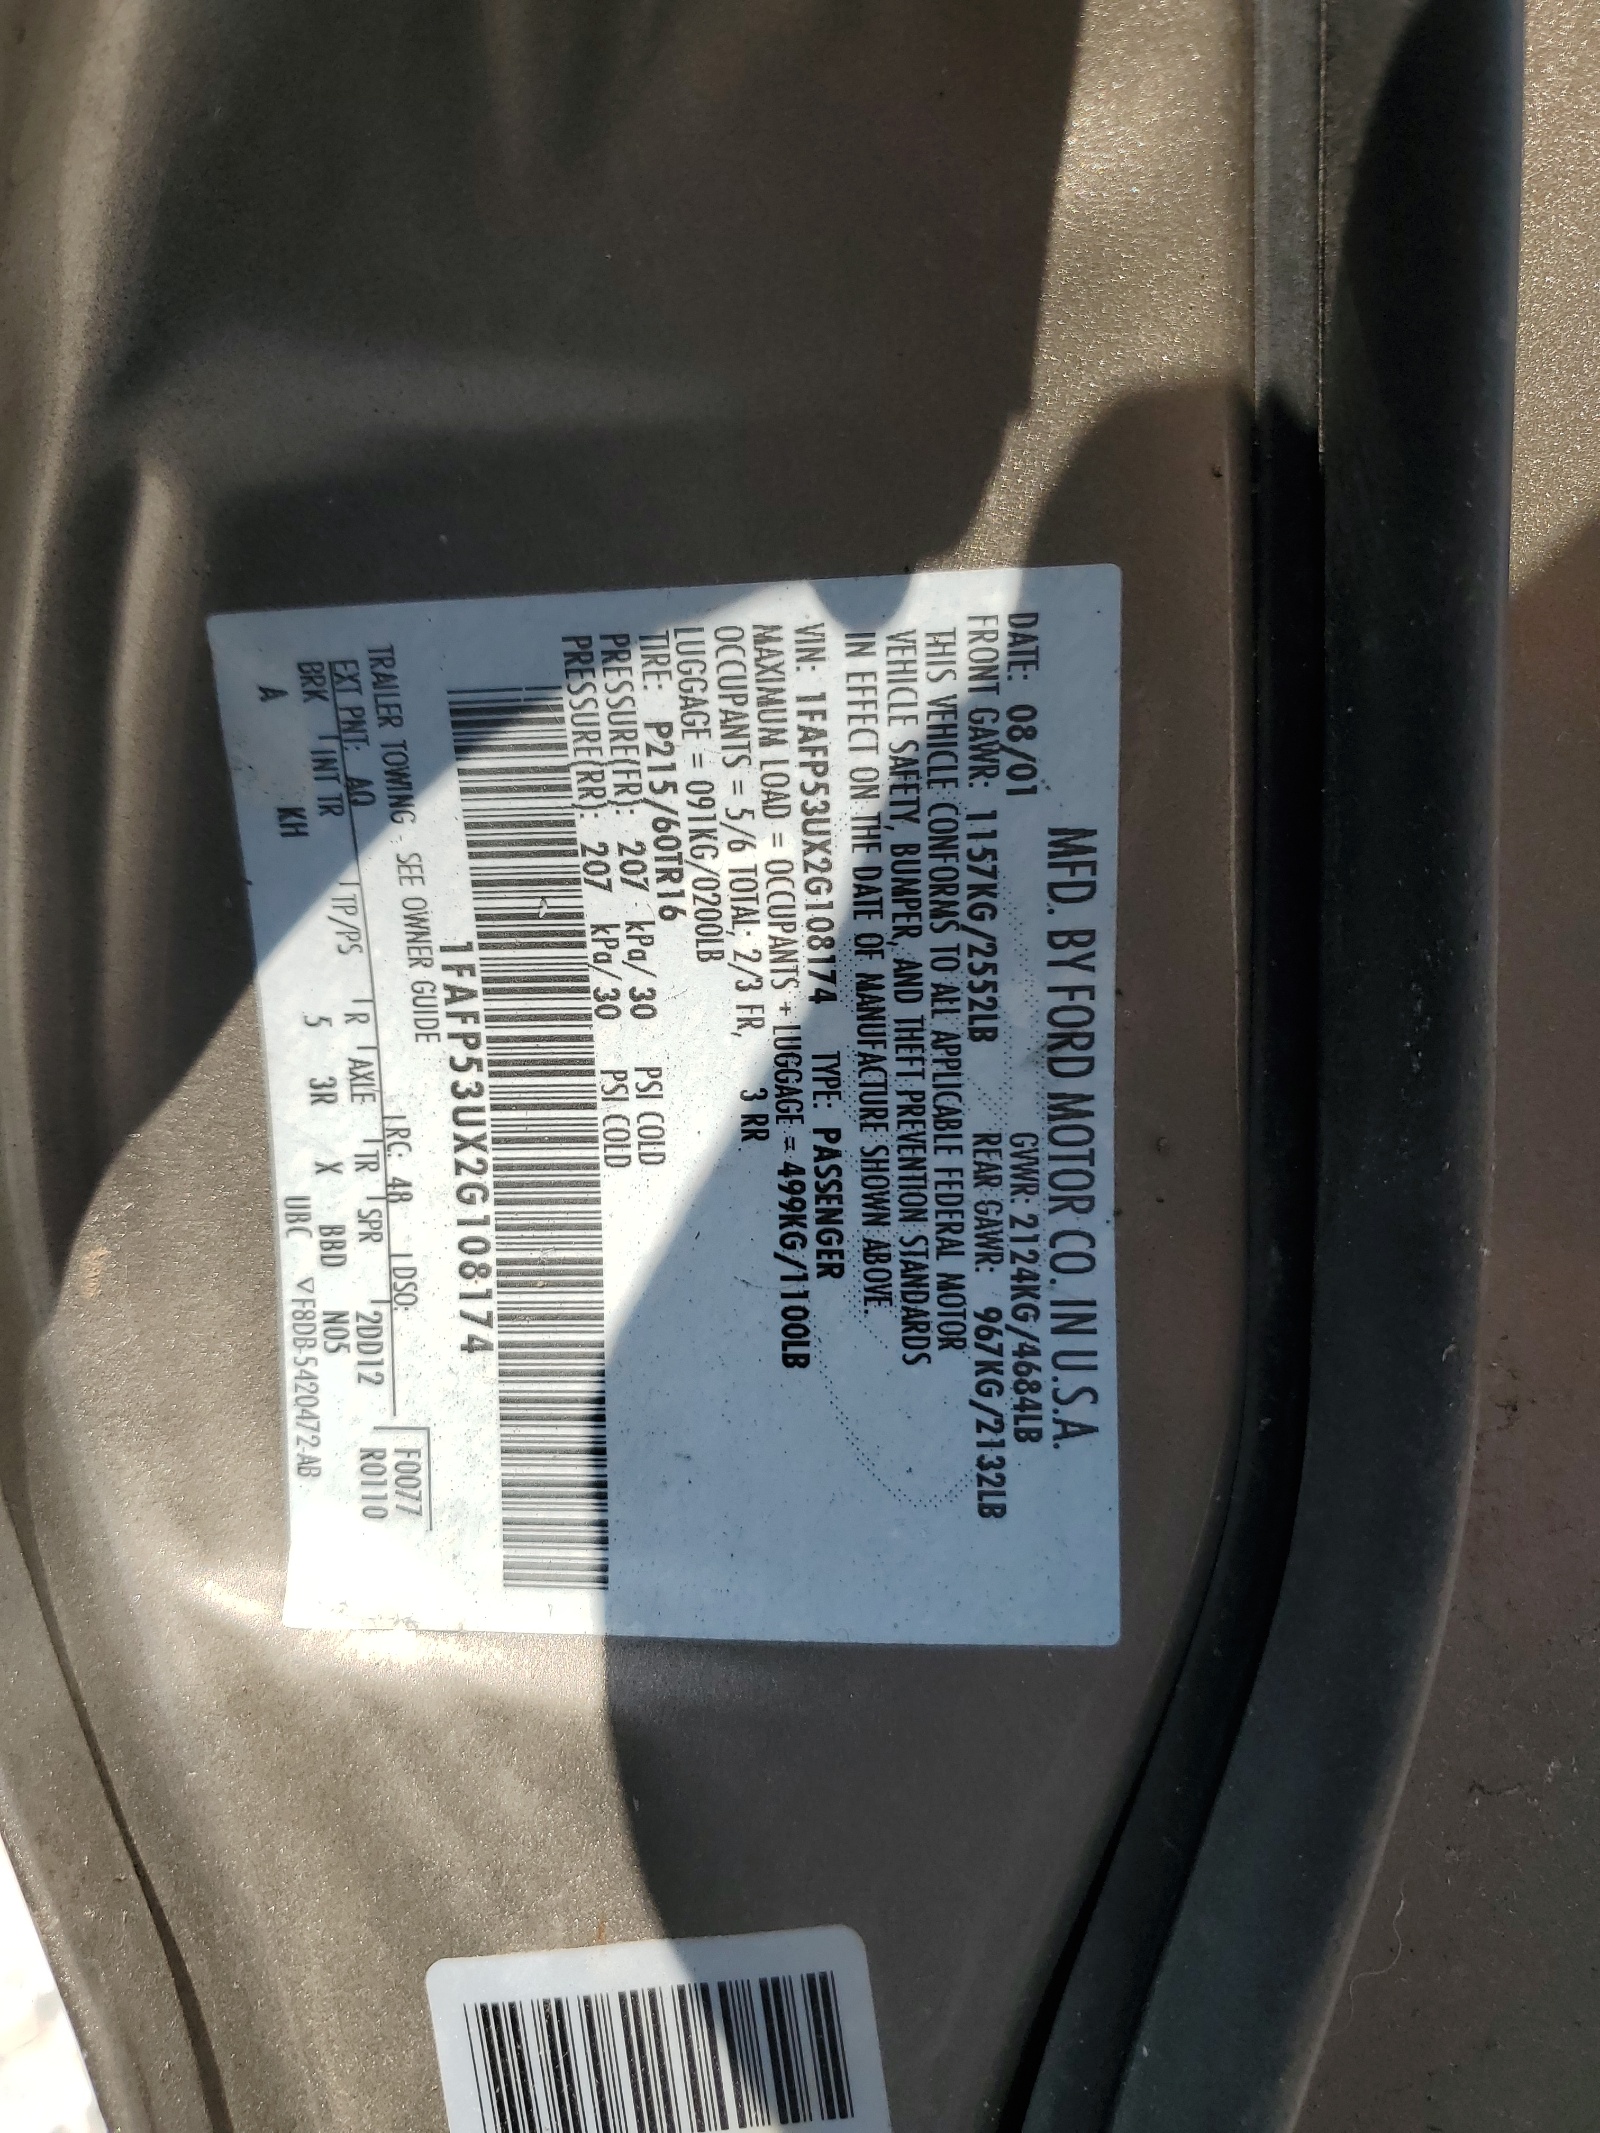 MFD. BY FORD MOTOR CO. IN U.S.A.
DATE: 08/01 GVWR: 2124KG/4684LB
FRONT GAWR: 1157KG/2552LB REAR GAWR: 967KG/2132LB
THIS VEHICLE CONFORMS TO ALL APPLICABLE FEDERAL MOTOR
VEHICLE SAFETY, BUMPER, AND THEFT PREVENTION STANDARDS
IN EFFECT ON THE DATE OF MANUFACTURE SHOWN ABOVE.
VIN: 1FAFP53UX2G108174 TYPE: PASSENGER
MAXIMUM LOAD = OCCUPANTS + LUGGAGE = 499KG/1100LB
OCCUPANTS = 5/6 TOTAL; 2/3 FR, 3 RR
LUGGAGE = 091KG/0200LB
TIRE: P215/60TR16
PRESSURE(FR): 207 kPa/30 PSI COLD
PRESSURE(RR): 207 kPa/30 PSI COLD
1FAFP53UX2G108174
TRAILER TOWING - SEE OWNER GUIDE F0077
EXT PNT: AQ RC: 48 DSO: R0110
BRK INT TR TP/PS R AXLE TR SPR 2DD12
A KH 5 3R X BBD N05
UBC ▽F8DB-5420472-AB